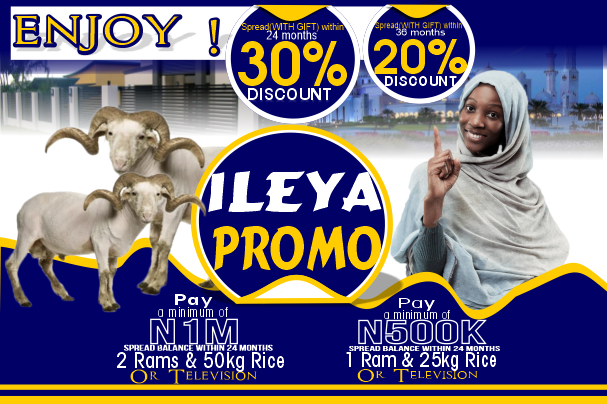 ENJOY !
Spread(WITH GIFT) within
24 months
30%
DISCOUNT
Spread(WITH GIFT) within
36 months
20%
DISCOUNT
ILEYA
PROMO
Pay
a minimum of
N1M
SPREAD BALANCE WITHIN 24 MONTHS
2 Rams & 50kg Rice
OR TELEVISION
Pay
a minimum of
N500K
SPREAD BALANCE WITHIN 24 MONTHS
1 Ram & 25kg Rice
OR TELEVISION